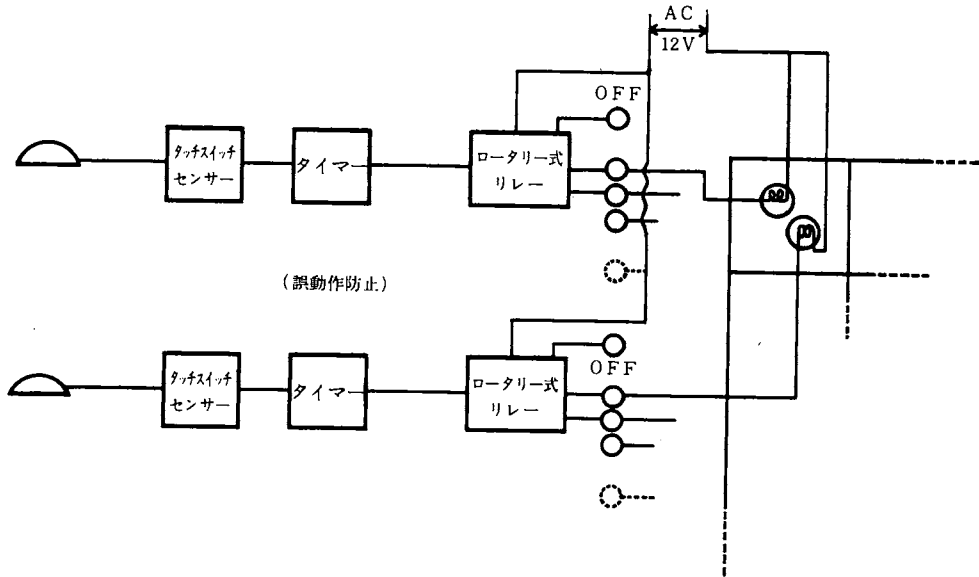 AC
12V
OFF
タッチスイッチ
センサー
タイマー
ロータリー式
リレー
(誤動作防止)
OFF
タッチスイッチ
センサー
タイマー
ロータリー式
リレー